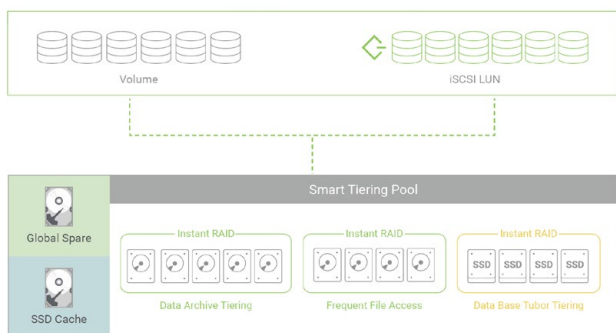 Volume
iSCSI LUN
Smart Tiering Pool
Global Spare
SSD Cache
Instant RAID
Instant RAID
Instant RAID
SSD
SSD
SSD
SSD
Data Archive Tiering
Frequent File Access
Data Base Tubor Tiering